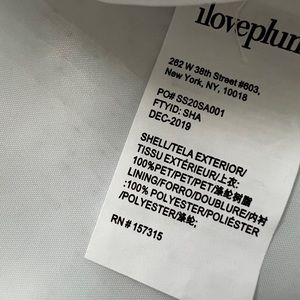 iloveplum
262 W 38th Street #603,
New York, NY, 10018
PO# SS20SA001
FTYID: SHA
DEC-2019
SHELL/TELA EXTERIOR/
TISSU EXTÉRIEUR/上衣:
100%PET/PET/PET/涤纶树脂
LINING/FORRO/DOUBLURE/内衬
:100% POLYESTER/POLIÉSTER
/POLYESTER/涤纶;
RN# 157315